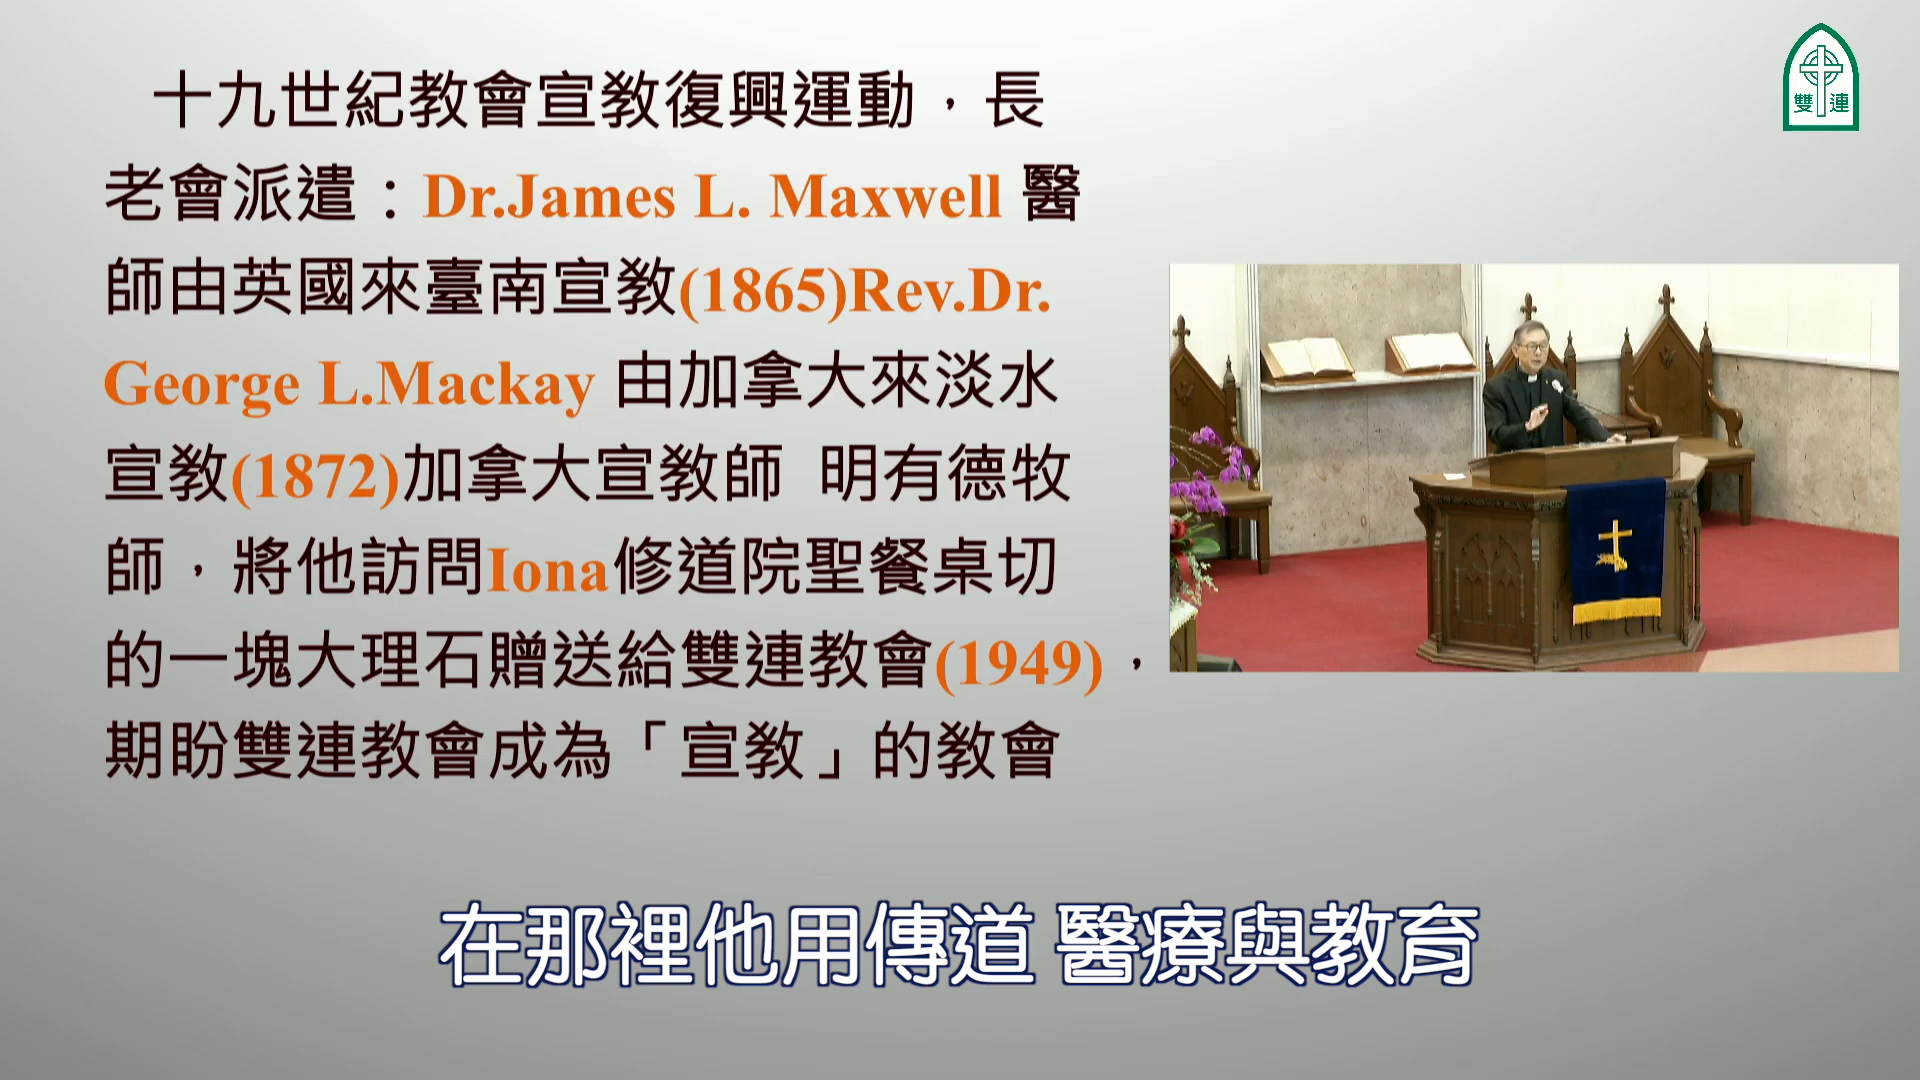 十九世紀教會宣教復興運動，長
老會派遣：Dr.James L. Maxwell 醫
師由英國來臺南宣教(1865)Rev.Dr.
George L.Mackay 由加拿大來淡水
宣教(1872)加拿大宣教師 明有德牧
師，將他訪問Iona修道院聖餐桌切
的一塊大理石贈送給雙連教會(1949)，
期盼雙連教會成為「宣教」的教會
雙連
在那裡他用傳道 醫療與教育